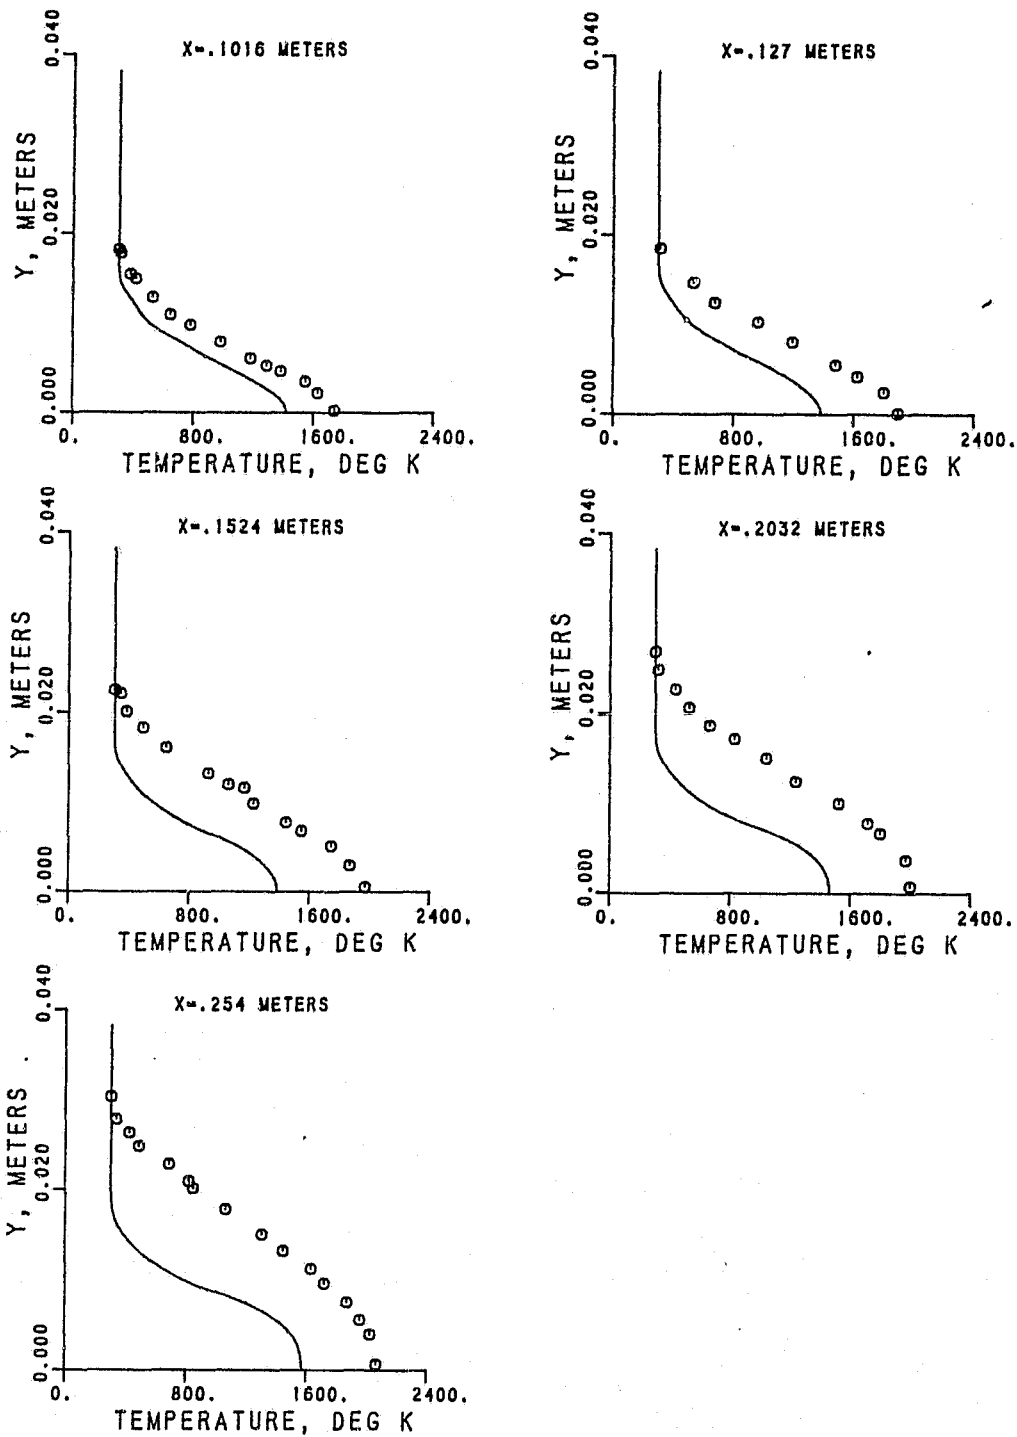 X=.1016 METERS
0.040
0.020
0.000
Y, METERS
0. 800. 1600. 2400.
TEMPERATURE, DEG K
X=.127 METERS
0.040
0.020
0.000
Y, METERS
0. 800. 1600. 2400.
TEMPERATURE, DEG K
X=.1524 METERS
0.040
0.020
0.000
Y, METERS
0. 800. 1600. 2400.
TEMPERATURE, DEG K
X=.2032 METERS
0.040
0.020
0.000
Y, METERS
0. 800. 1600. 2400.
TEMPERATURE, DEG K
X=.254 METERS
0.040
0.020
0.000
Y, METERS
0. 800. 1600. 2400.
TEMPERATURE, DEG K